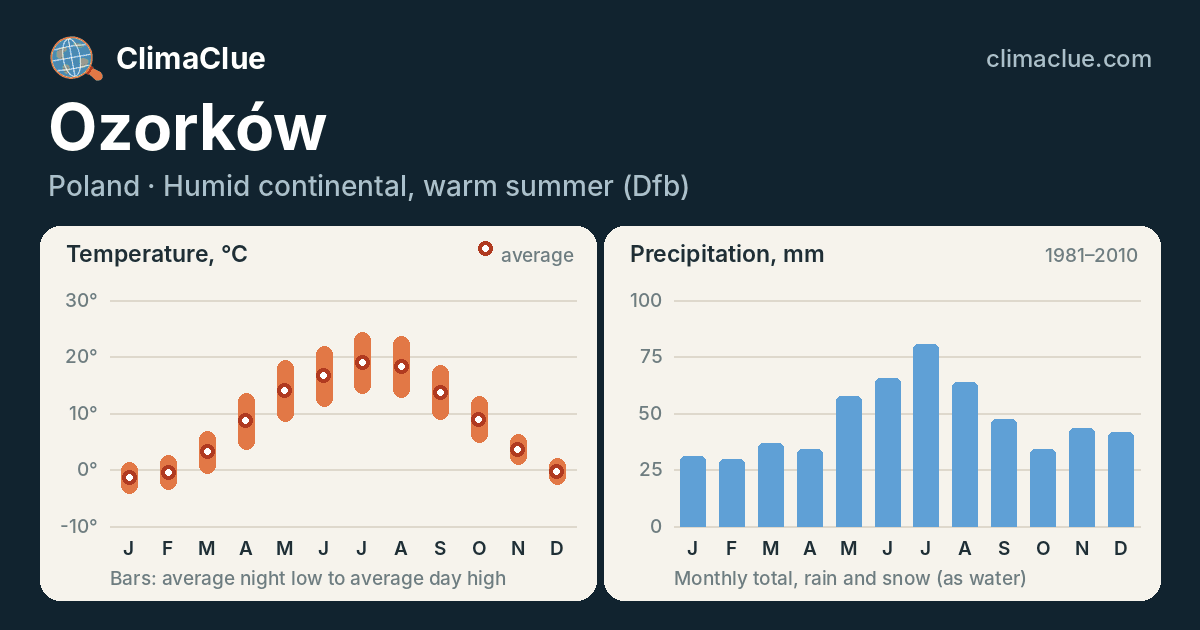 ClimaClue
climaclue.com
Ozorków
Poland · Humid continental, warm summer (Dfb)
Temperature, °C
average
30°
20°
10°
0°
-10°
J F M A M J J A S O N D
Bars: average night low to average day high
Precipitation, mm
1981–2010
100
75
50
25
0
J F M A M J J A S O N D
Monthly total, rain and snow (as water)